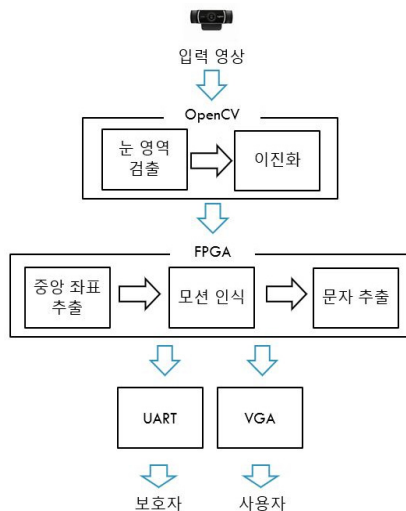 입력 영상
OpenCV
눈 영역
검출
이진화
FPGA
중앙 좌표
추출
모션 인식
문자 추출
UART
VGA
보호자
사용자